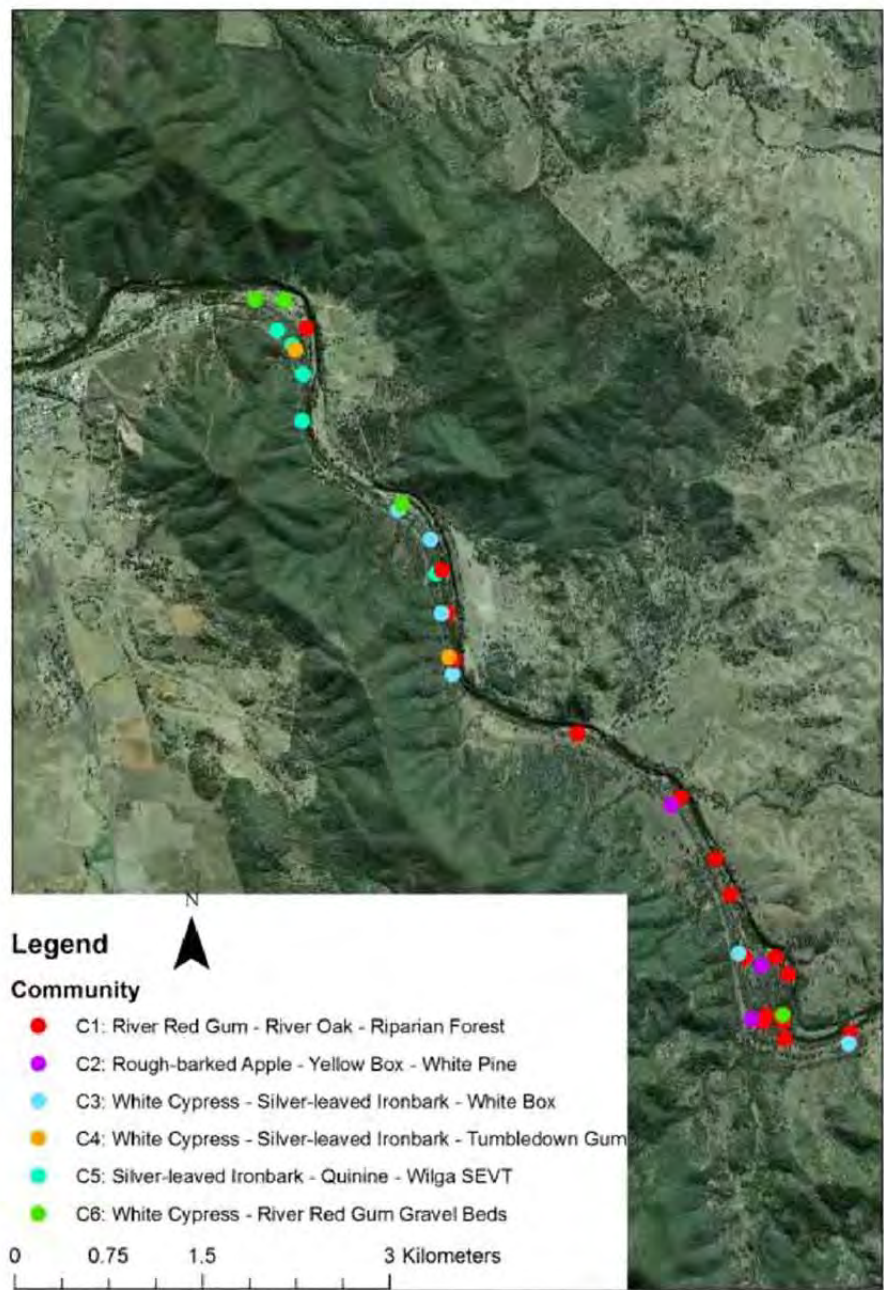 N
Legend
Community
C1: River Red Gum - River Oak - Riparian Forest
C2: Rough-barked Apple - Yellow Box - White Pine
C3: White Cypress - Silver-leaved Ironbark - White Box
C4: White Cypress - Silver-leaved Ironbark - Tumbledown Gum
C5: Silver-leaved Ironbark - Quinine - Wilga SEVT
C6: White Cypress - River Red Gum Gravel Beds
0 0.75 1.5 3 Kilometers